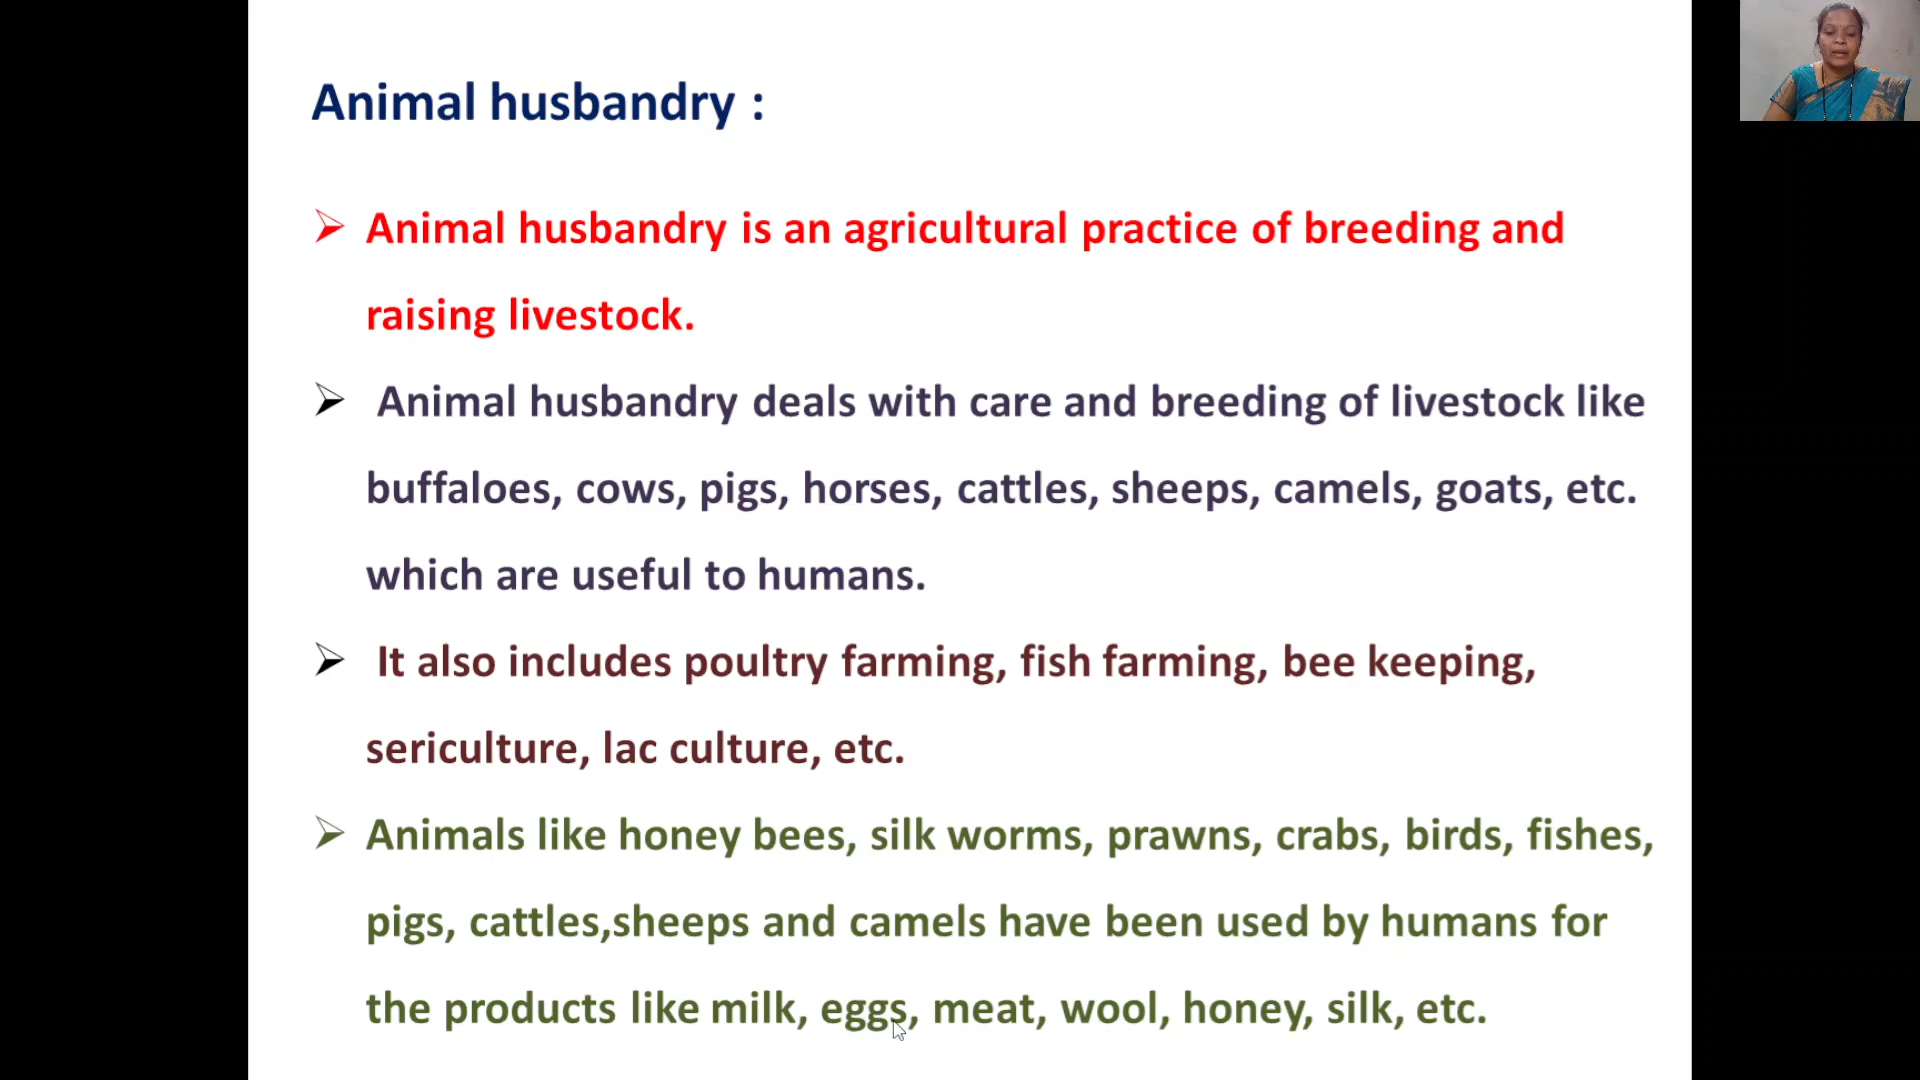 Animal husbandry :
Animal husbandry is an agricultural practice of breeding and
raising livestock.
Animal husbandry deals with care and breeding of livestock like
buffaloes, cows, pigs, horses, cattles, sheeps, camels, goats, etc.
which are useful to humans.
It also includes poultry farming, fish farming, bee keeping,
sericulture, lac culture, etc.
Animals like honey bees, silk worms, prawns, crabs, birds, fishes,
pigs, cattles,sheeps and camels have been used by humans for
the products like milk, eggs, meat, wool, honey, silk, etc.